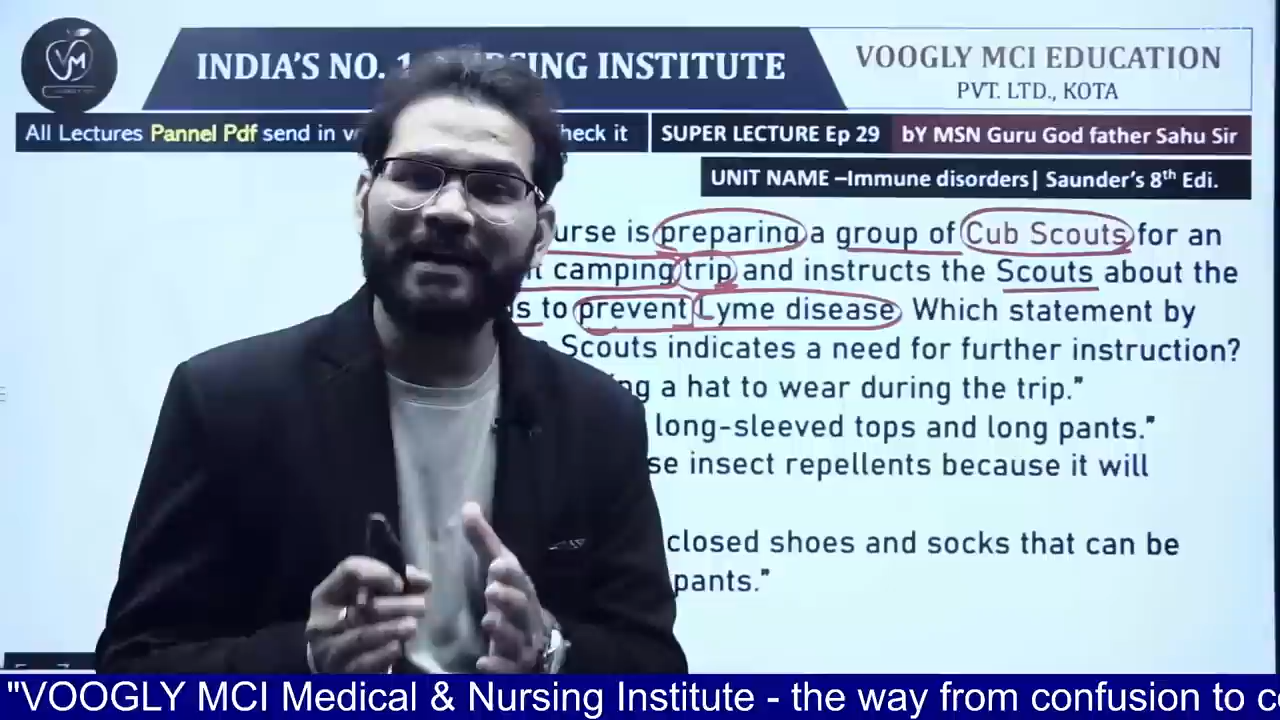 VM
INDIA'S NO. 1 NURSING INSTITUTE
VOOGLY MCI EDUCATION
PVT. LTD., KOTA
All Lectures Pannel Pdf send in check it
SUPER LECTURE Ep 29
bY MSN Guru God father Sahu Sir
UNIT NAME –Immune disorders| Saunder's 8th Edi.
urse is preparing a group of Cub Scouts for an
camping trip and instructs the Scouts about the
to prevent Lyme disease. Which statement by
Scouts indicates a need for further instruction?
a hat to wear during the trip."
long-sleeved tops and long pants."
se insect repellents because it will
closed shoes and socks that can be
pants."
"VOOGLY MCI Medical & Nursing Institute - the way from confusion to c